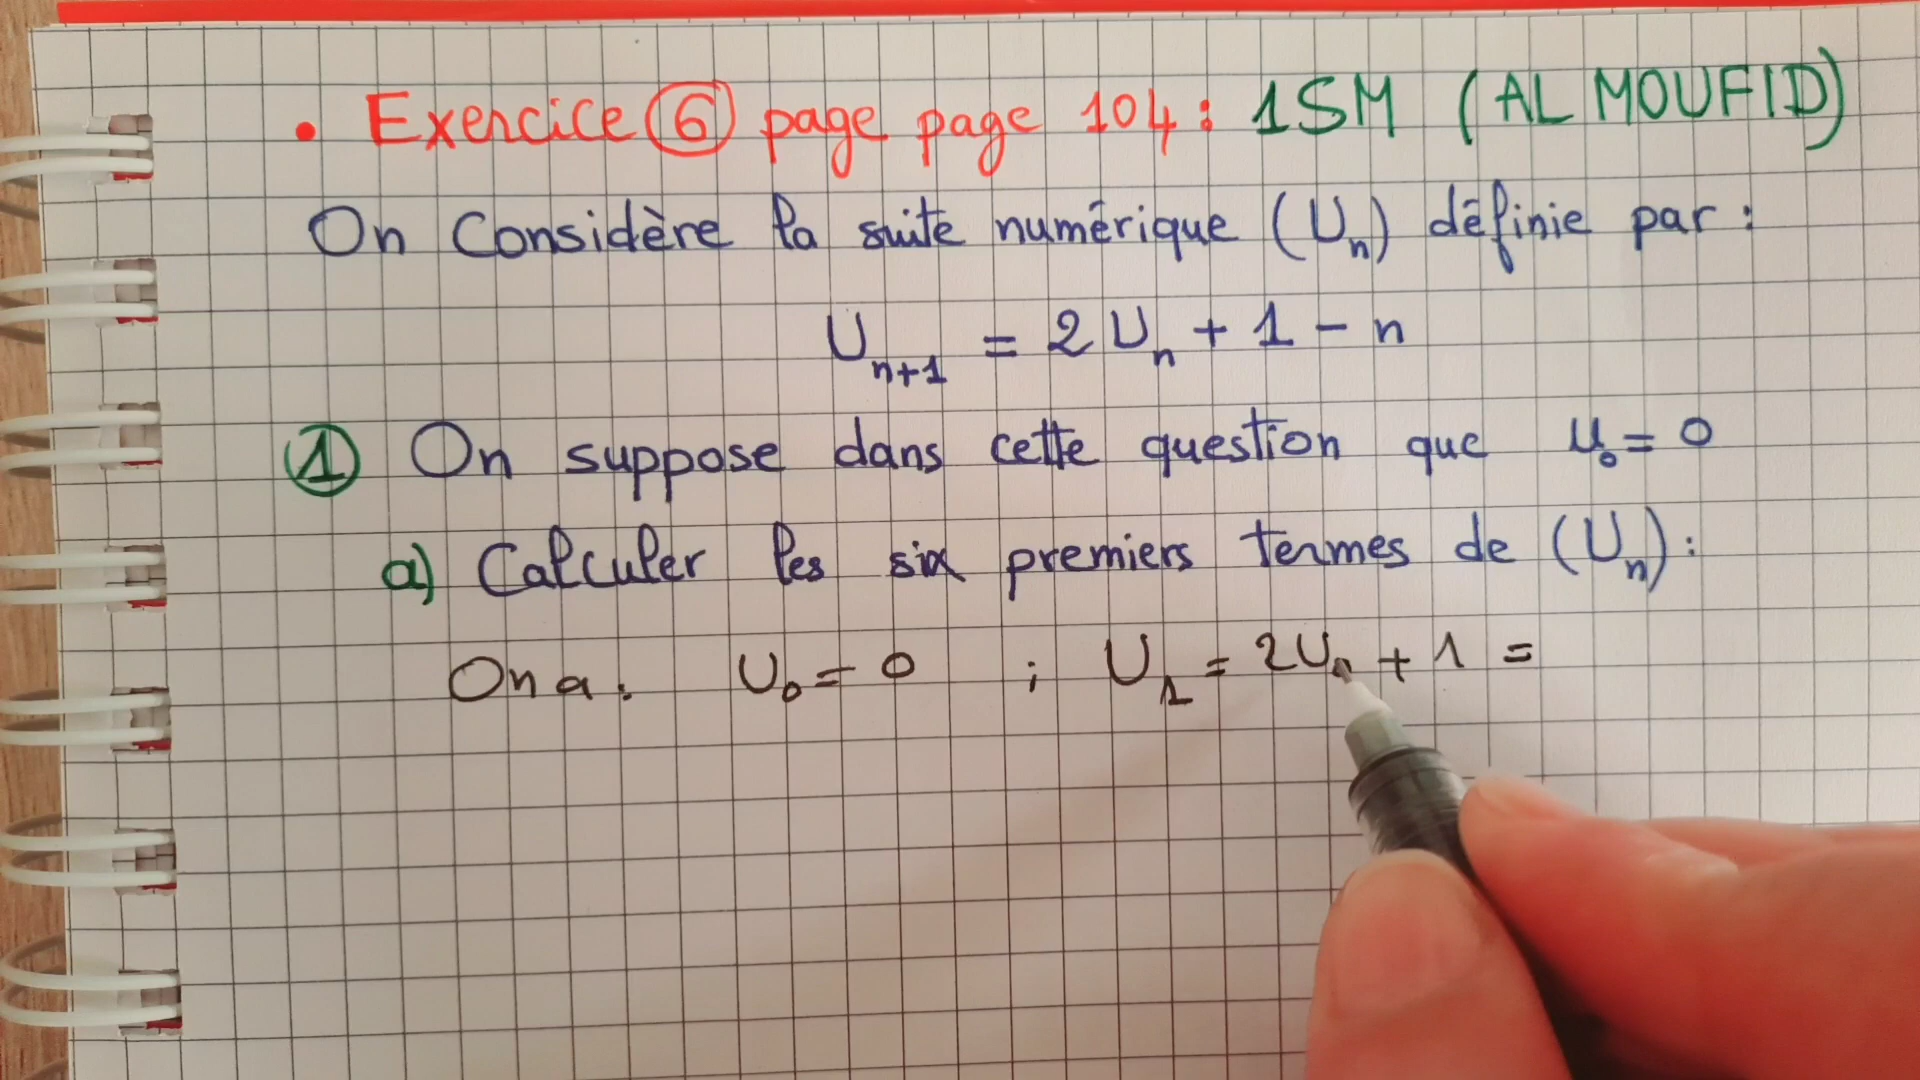 • Exercice 6 page page 104 : 1SM (AL MOUFID)
On Considère la suite numérique (Un) définie par :
Un+1 = 2Un + 1 - n
1 On suppose dans cette question que U0 = 0
a) Calculer les six premiers termes de (Un) :
On a : U0 = 0 ; U1 = 2U0 + 1 =